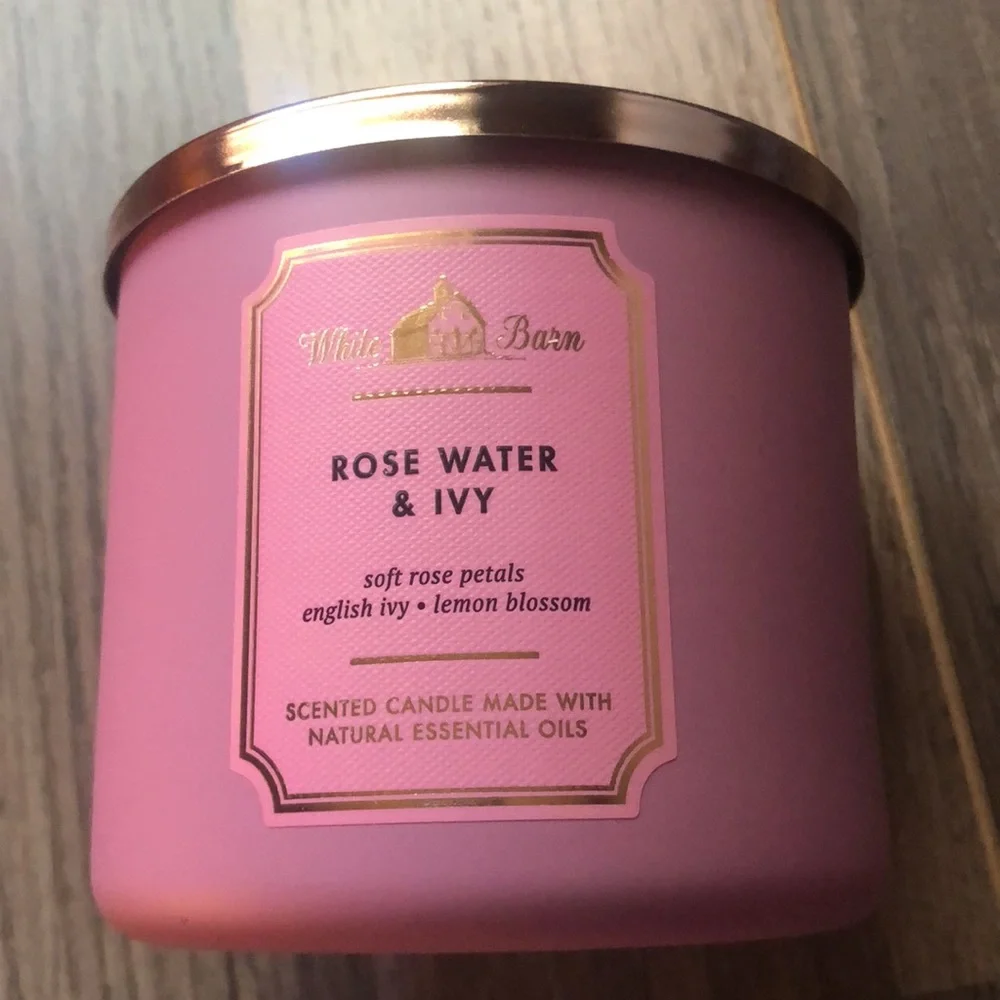 White Barn
ROSE WATER
& IVY
soft rose petals
english ivy • lemon blossom
SCENTED CANDLE MADE WITH
NATURAL ESSENTIAL OILS